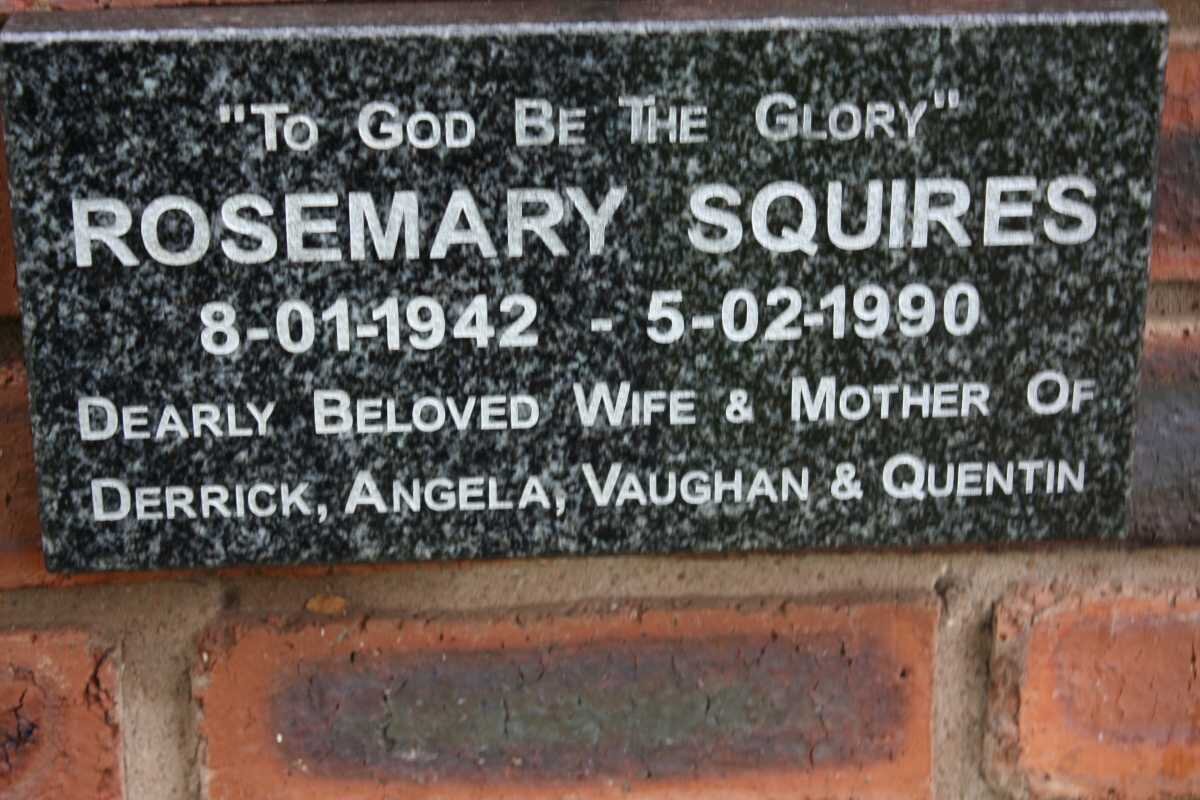 "To God Be The Glory"
ROSEMARY SQUIRES
8-01-1942 - 5-02-1990
Dearly Beloved Wife & Mother Of
Derrick, Angela, Vaughan & Quentin